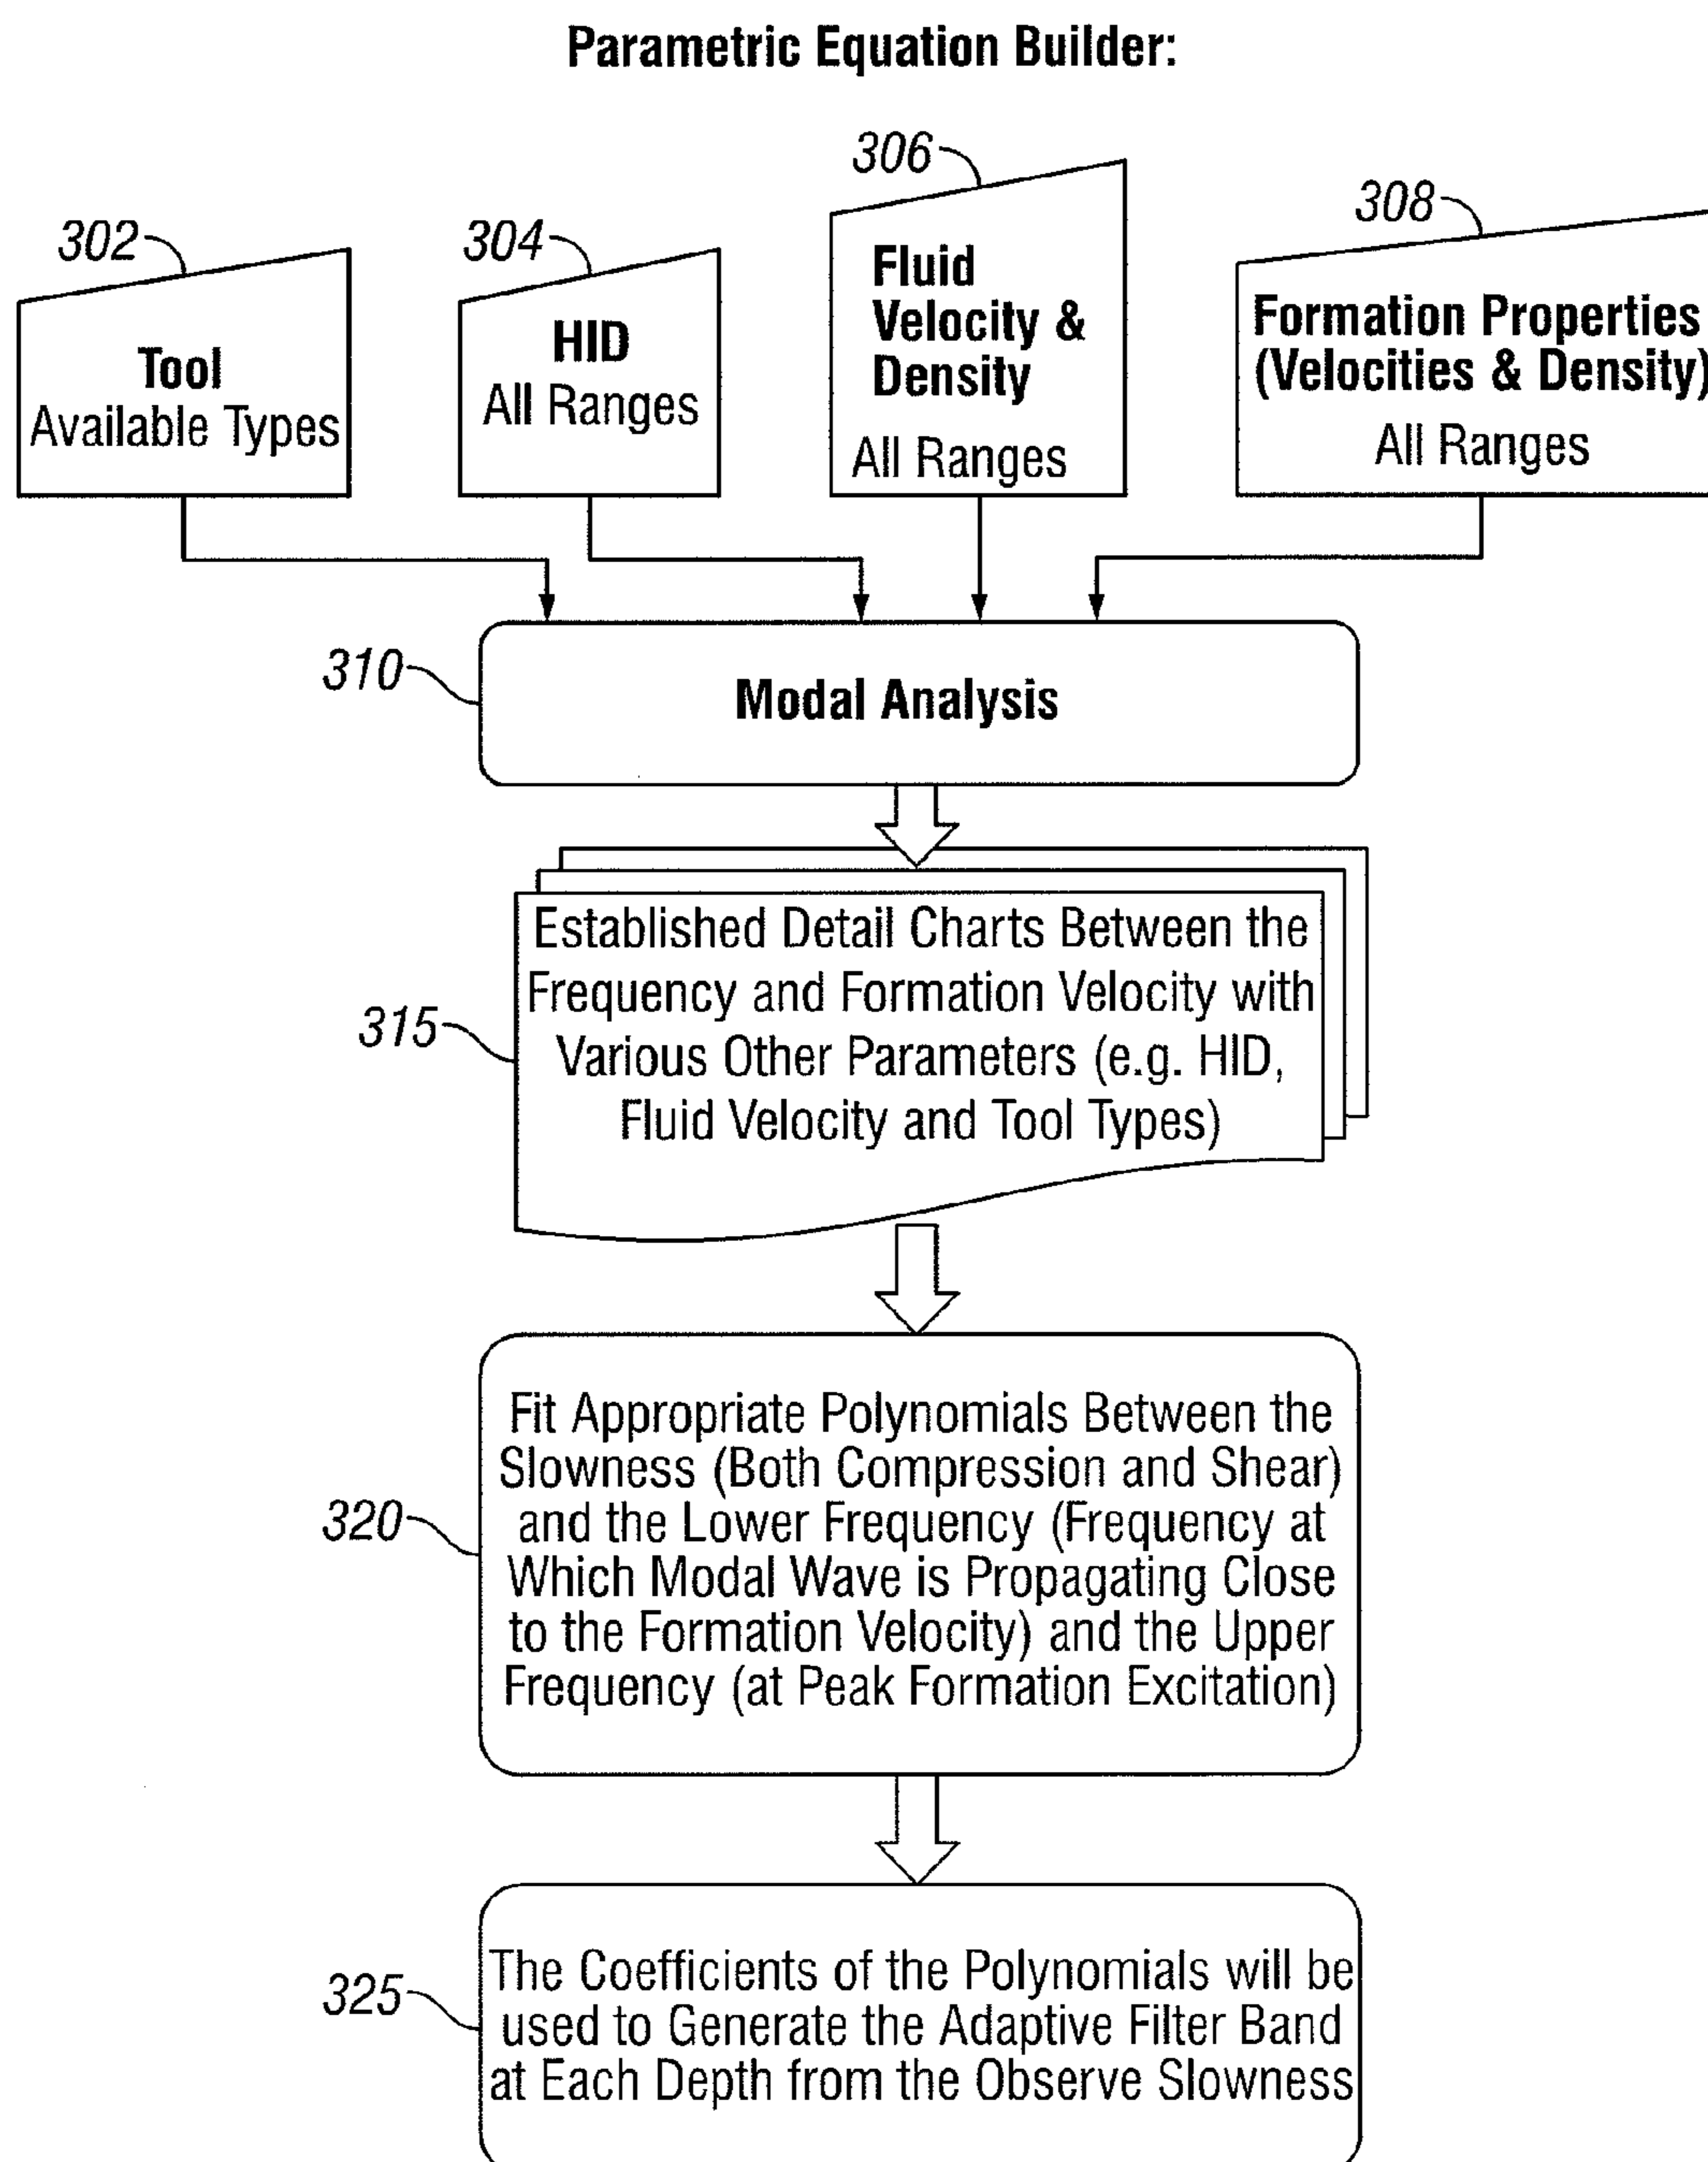 Parametric Equation Builder:
302
Tool
Available Types
304
HID
All Ranges
306
Fluid
Velocity &
Density
All Ranges
308
Formation Properties
(Velocities & Density)
All Ranges
310
Modal Analysis
315
Established Detail Charts Between the
Frequency and Formation Velocity with
Various Other Parameters (e.g. HID,
Fluid Velocity and Tool Types)
320
Fit Appropriate Polynomials Between the
Slowness (Both Compression and Shear)
and the Lower Frequency (Frequency at
Which Modal Wave is Propagating Close
to the Formation Velocity) and the Upper
Frequency (at Peak Formation Excitation)
325
The Coefficients of the Polynomials will be
used to Generate the Adaptive Filter Band
at Each Depth from the Observe Slowness